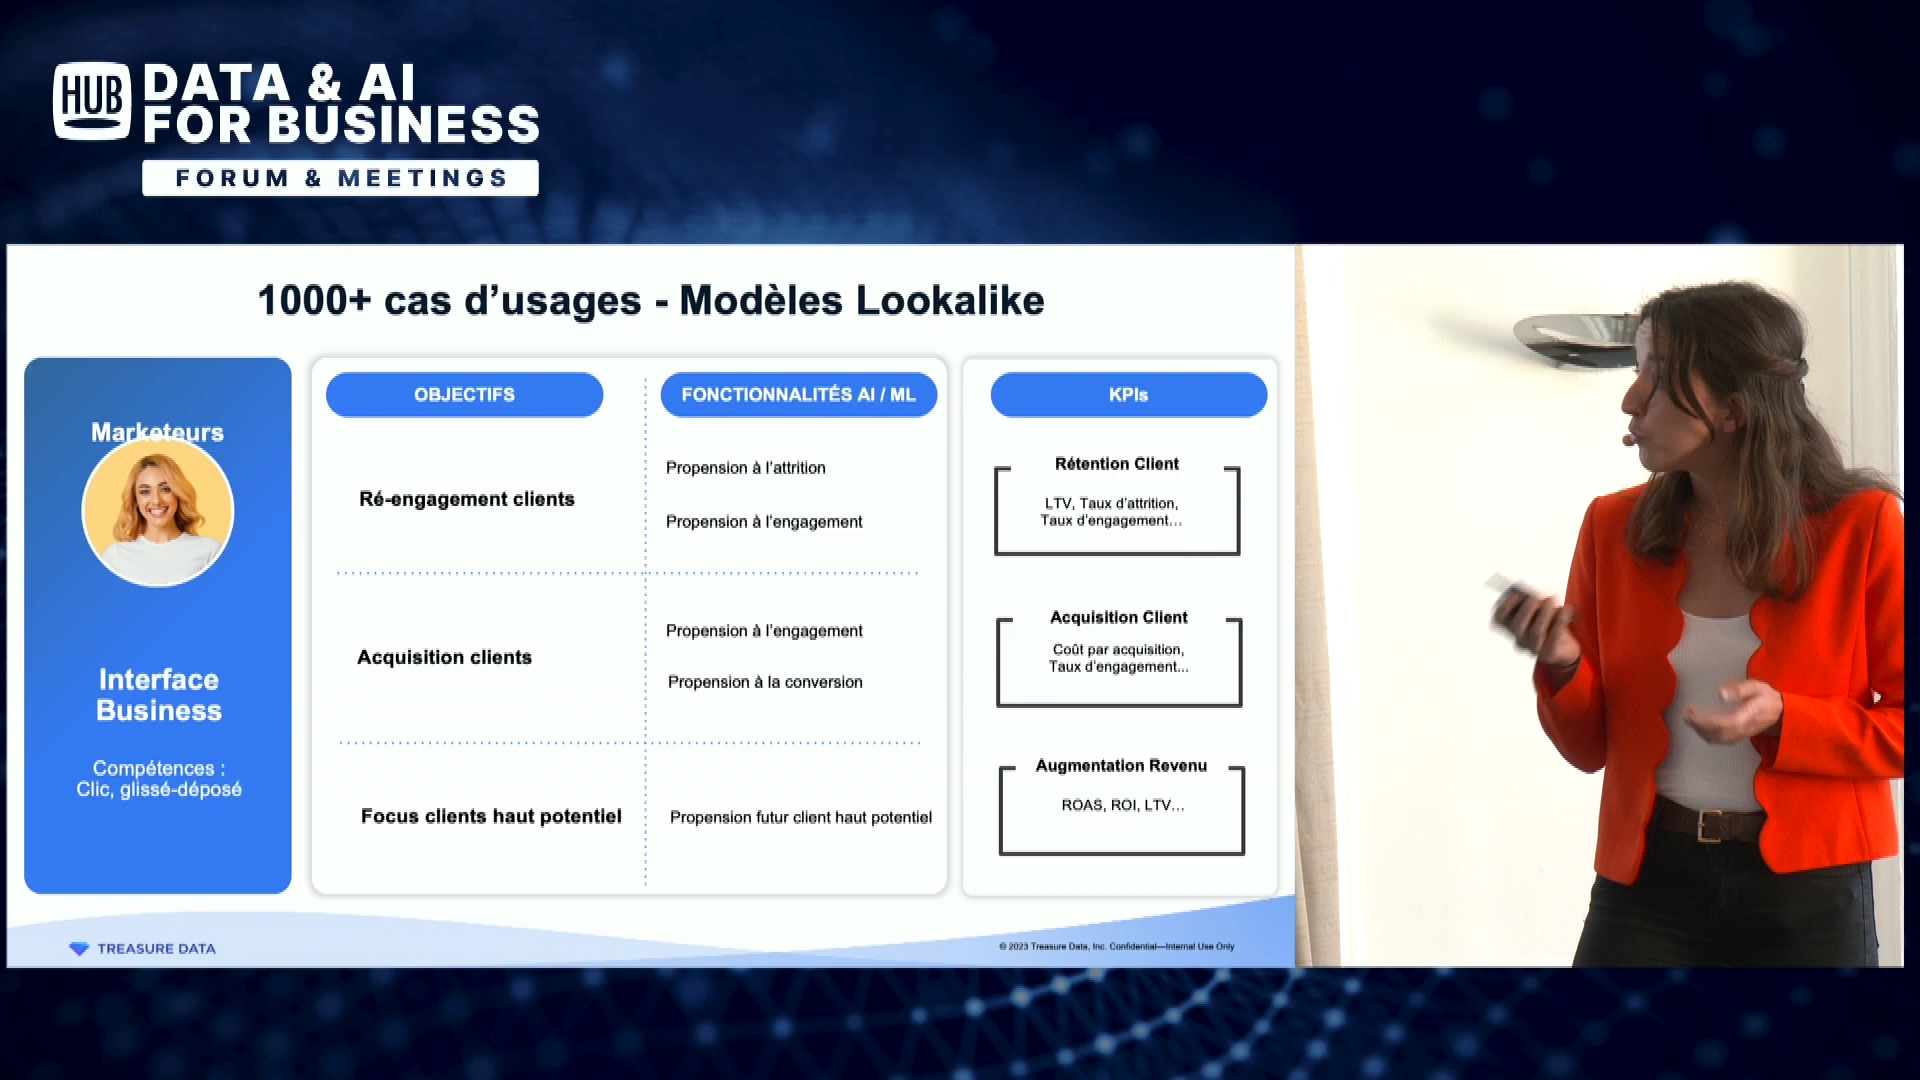 HUB
DATA & AI
FOR BUSINESS
FORUM & MEETINGS
1000+ cas d’usages - Modèles Lookalike
Marketeurs
Interface
Business
Compétences :
Clic, glissé-déposé
OBJECTIFS
FONCTIONNALITÉS AI / ML
Ré-engagement clients
Propension à l’attrition
Propension à l’engagement
Acquisition clients
Propension à l’engagement
Propension à la conversion
Focus clients haut potentiel
Propension futur client haut potentiel
KPIs
Rétention Client
LTV, Taux d’attrition,
Taux d’engagement…
Acquisition Client
Coût par acquisition,
Taux d’engagement...
Augmentation Revenu
ROAS, ROI, LTV…
TREASURE DATA
© 2023 Treasure Data, Inc. Confidential—Internal Use Only